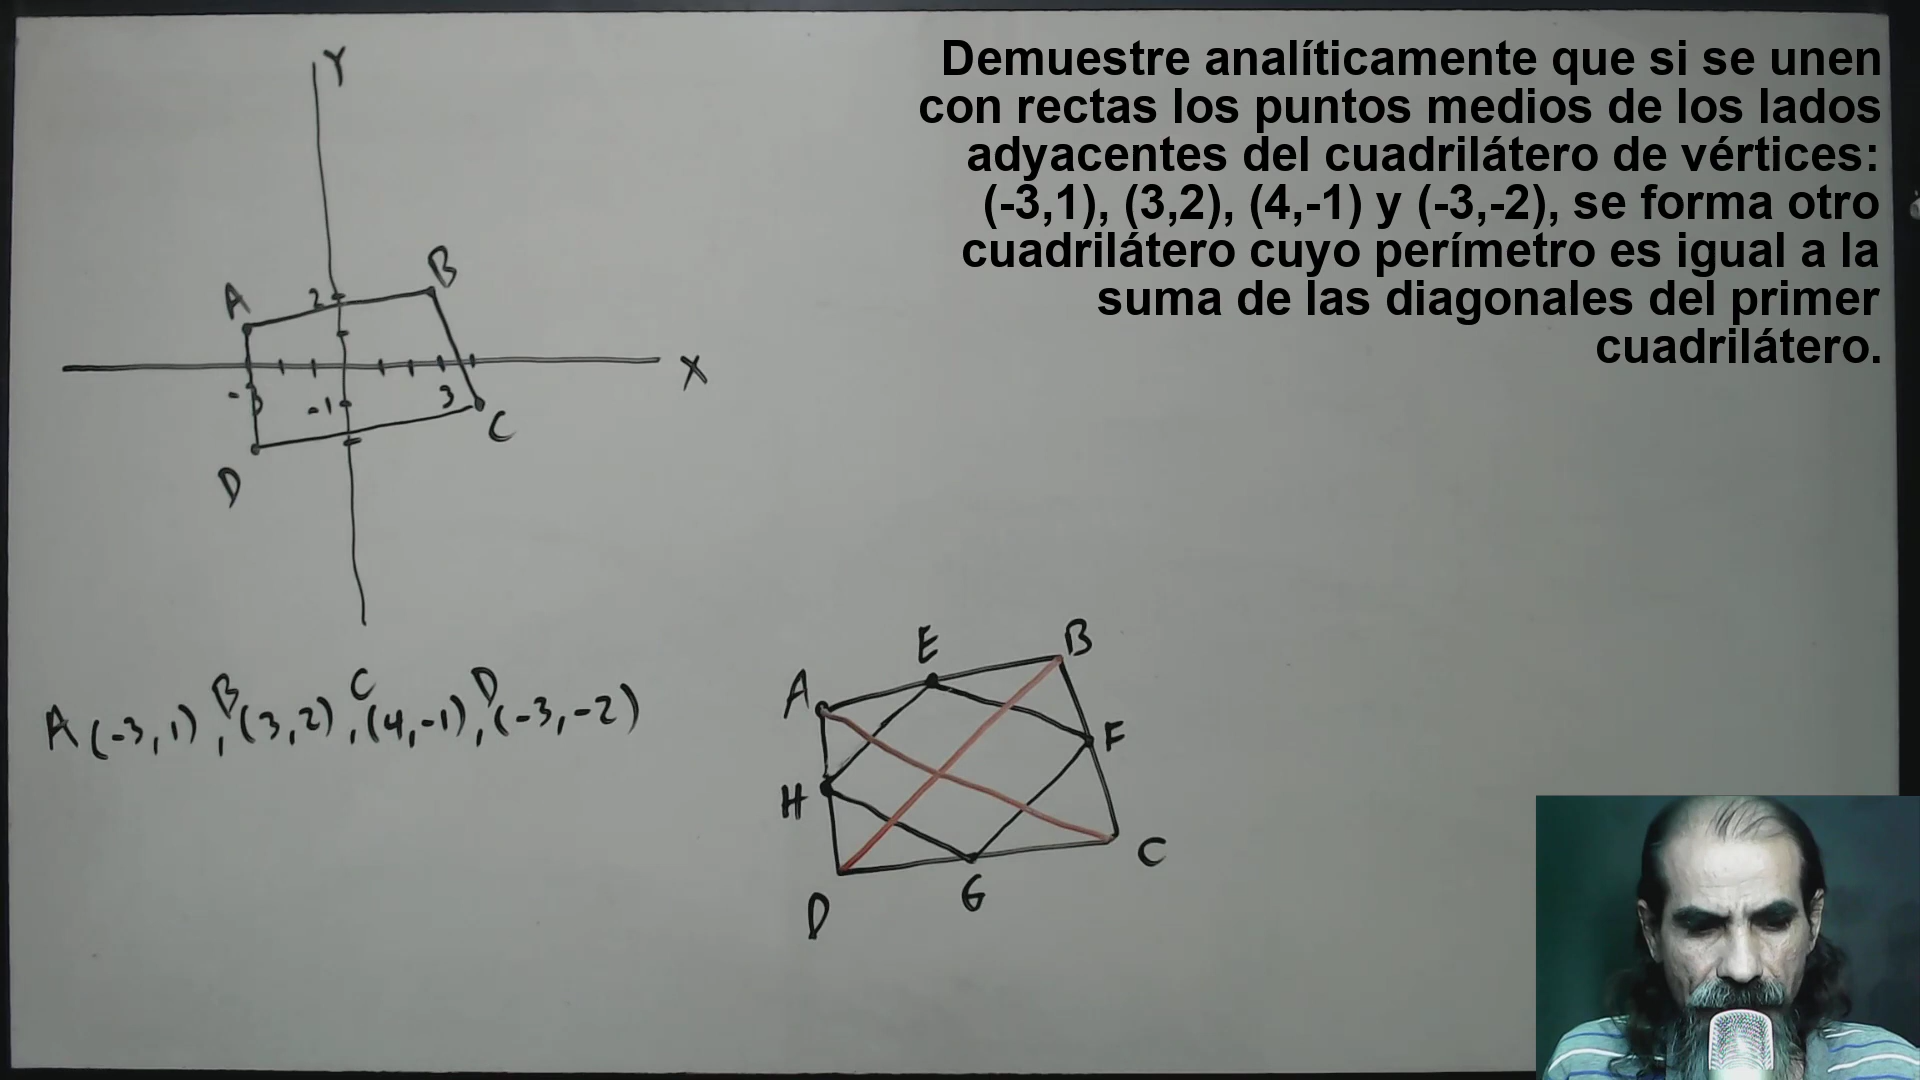 Demuestre analíticamente que si se unen
con rectas los puntos medios de los lados
adyacentes del cuadrilátero de vértices:
(-3,1), (3,2), (4,-1) y (-3,-2), se forma otro
cuadrilátero cuyo perímetro es igual a la
suma de las diagonales del primer
cuadrilátero.
Y
A
2
B
-3
-1
3
X
C
D
A(-3,1), B(3,2), C(4,-1), D(-3,-2)
E
B
A
F
H
C
D
G